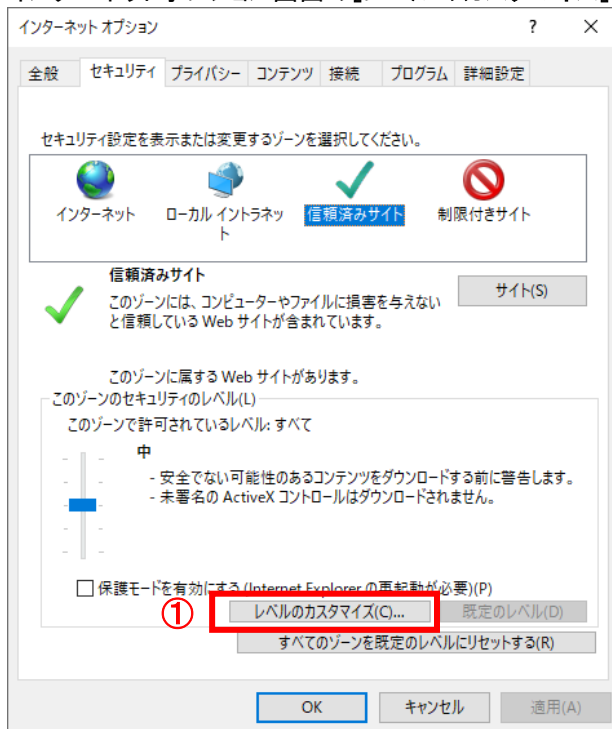 インターネット オプション ? ×
全般 セキュリティ プライバシー コンテンツ 接続 プログラム 詳細設定
セキュリティ設定を表示または変更するゾーンを選択してください。
インターネット ローカル イントラネッ 信頼済みサイト 制限付きサイト
ト
信頼済みサイト
サイト(S)
このゾーンには、コンピューターやファイルに損害を与えない
と信頼している Web サイトが含まれています。
このゾーンに属する Web サイトがあります。
このゾーンのセキュリティのレベル(L)
このゾーンで許可されているレベル: すべて
中
- 安全でない可能性のあるコンテンツをダウンロードする前に警告します。
- 未署名の ActiveX コントロールはダウンロードされません。
保護モードを有効にする (Internet Explorer の再起動が必要)(P)
① レベルのカスタマイズ(C)... 既定のレベル(D)
すべてのゾーンを既定のレベルにリセットする(R)
OK キャンセル 適用(A)